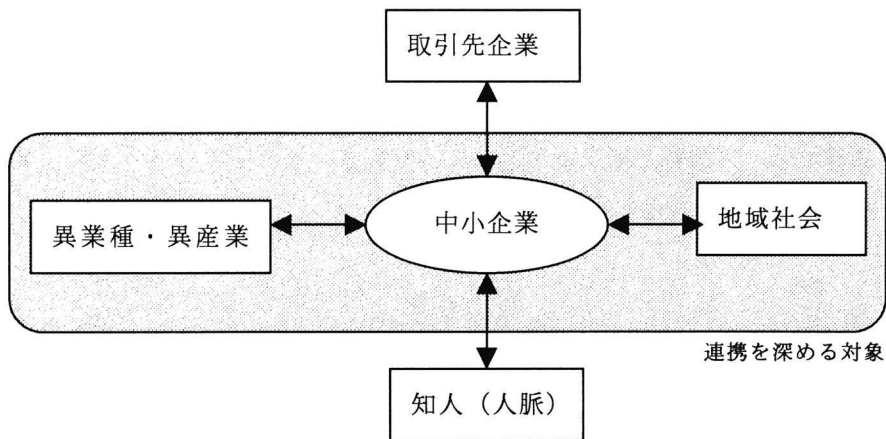 取引先企業
異業種・異産業
中小企業
地域社会
連携を深める対象
知人（人脈）